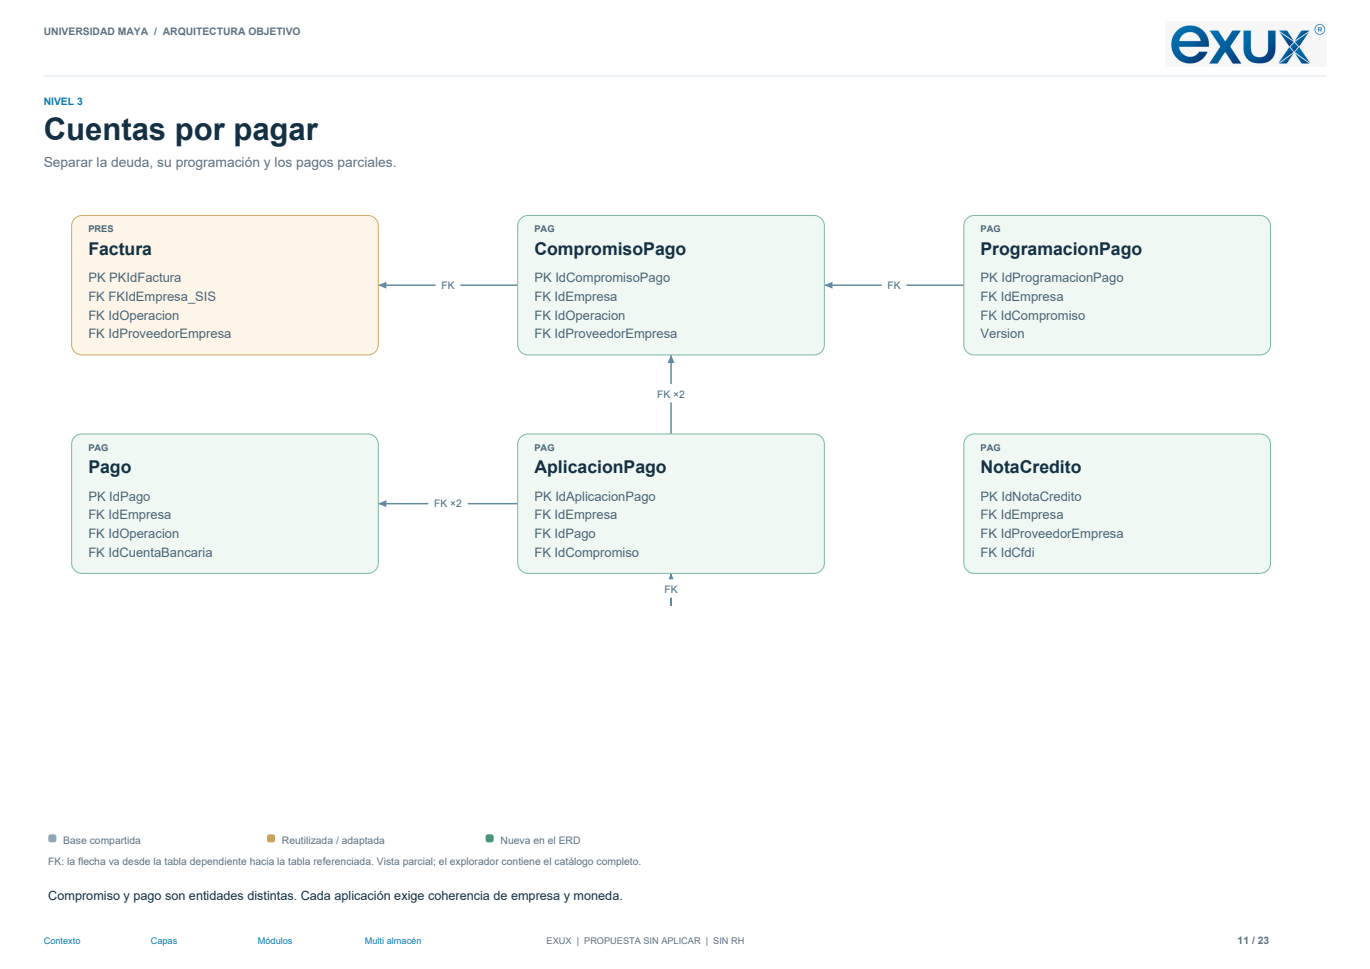 UNIVERSIDAD MAYA / ARQUITECTURA OBJETIVO
exux®
NIVEL 3
Cuentas por pagar
Separar la deuda, su programación y los pagos parciales.
PRES
Factura
PK PKIdFactura
FK FKIdEmpresa_SIS
FK IdOperacion
FK IdProveedorEmpresa
FK
PAG
CompromisoPago
PK IdCompromisoPago
FK IdEmpresa
FK IdOperacion
FK IdProveedorEmpresa
FK
PAG
ProgramacionPago
PK IdProgramacionPago
FK IdEmpresa
FK IdCompromiso
Version
FK ×2
PAG
Pago
PK IdPago
FK IdEmpresa
FK IdOperacion
FK IdCuentaBancaria
FK ×2
PAG
AplicacionPago
PK IdAplicacionPago
FK IdEmpresa
FK IdPago
FK IdCompromiso
PAG
NotaCredito
PK IdNotaCredito
FK IdEmpresa
FK IdProveedorEmpresa
FK IdCfdi
FK
Base compartida
Reutilizada / adaptada
Nueva en el ERD
FK: la flecha va desde la tabla dependiente hacia la tabla referenciada. Vista parcial; el explorador contiene el catálogo completo.
Compromiso y pago son entidades distintas. Cada aplicación exige coherencia de empresa y moneda.
Contexto
Capas
Módulos
Multi almacén
EXUX | PROPUESTA SIN APLICAR | SIN RH
11 / 23